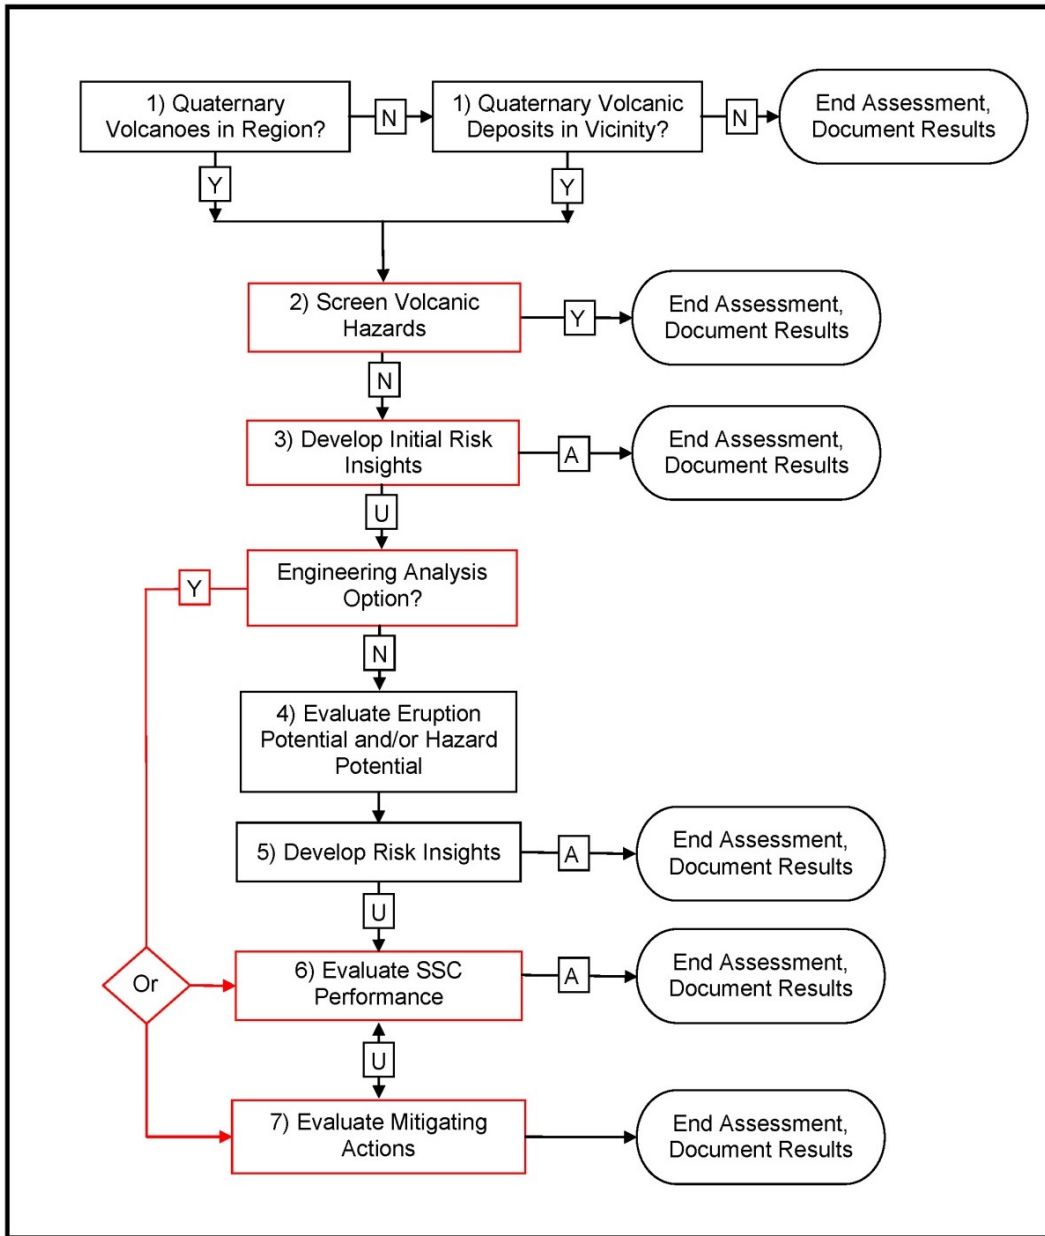 1) Quaternary
Volcanoes in Region?
N
1) Quaternary Volcanic
Deposits in Vicinity?
N
End Assessment,
Document Results
Y
Y
2) Screen Volcanic
Hazards
Y
End Assessment,
Document Results
N
3) Develop Initial Risk
Insights
A
End Assessment,
Document Results
U
Engineering Analysis
Option?
Y
N
4) Evaluate Eruption
Potential and/or Hazard
Potential
5) Develop Risk Insights
A
End Assessment,
Document Results
U
Or
6) Evaluate SSC
Performance
A
End Assessment,
Document Results
U
7) Evaluate Mitigating
Actions
End Assessment,
Document Results